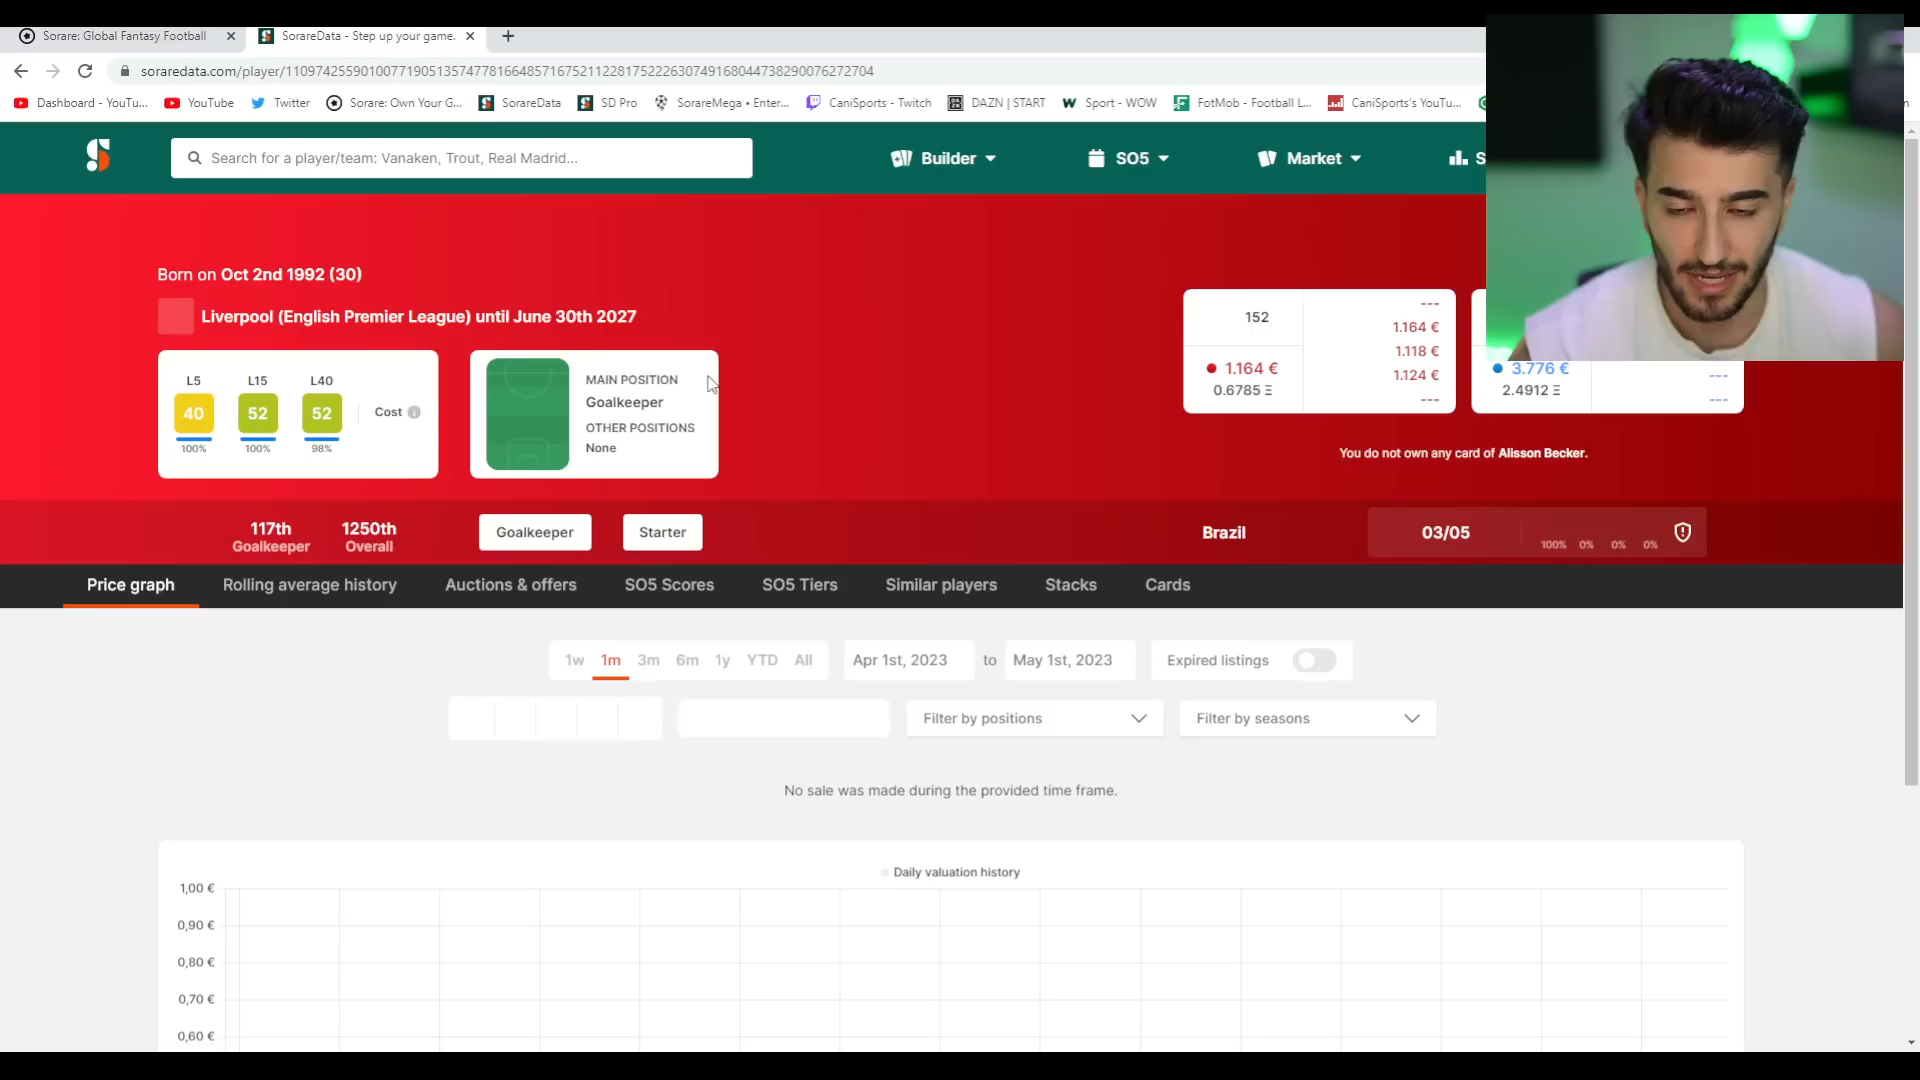 Sorare: Global Fantasy Football
SorareData - Step up your game.
soraredata.com/player/110974255901007719051357477816648571675211228175222630749168044738290076272704
Dashboard - YouTu...
YouTube
Twitter
Sorare: Own Your G...
SorareData
SD Pro
SorareMega • Enter...
CaniSports - Twitch
DAZN | START
Sport - WOW
FotMob - Football L...
CaniSports's YouTu...
Search for a player/team: Vanaken, Trout, Real Madrid...
Builder
SO5
Market
S
Born on Oct 2nd 1992 (30)
Liverpool (English Premier League) until June 30th 2027
L5 L15 L40
40 52 52 Cost
100% 100% 98%
MAIN POSITION
Goalkeeper
OTHER POSITIONS
None
152
1.164 €
0.6785 Ξ
---
1.164 €
1.118 €
1.124 €
---
3.776 €
2.4912 Ξ
---
---
You do not own any card of Alisson Becker.
117th
Goalkeeper
1250th
Overall
Goalkeeper
Starter
Brazil
03/05
100% 0% 0% 0%
Price graph
Rolling average history
Auctions & offers
SO5 Scores
SO5 Tiers
Similar players
Stacks
Cards
1w 1m 3m 6m 1y YTD All
Apr 1st, 2023 to May 1st, 2023
Expired listings
Filter by positions
Filter by seasons
No sale was made during the provided time frame.
Daily valuation history
1,00 €
0,90 €
0,80 €
0,70 €
0,60 €